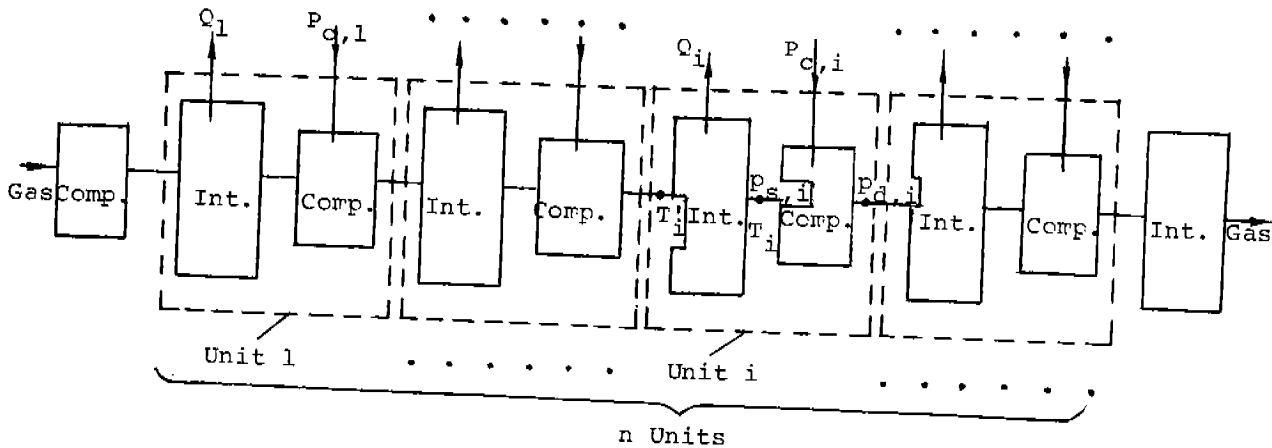 Q1
Pc,1
Qi
Pc,i
Gas
Comp.
Int.
Comp.
Int.
Comp.
T'i
Int.
ps,i
Ti
Comp.
pd,i
Int.
Comp.
Int.
Gas
Unit 1
Unit i
n Units